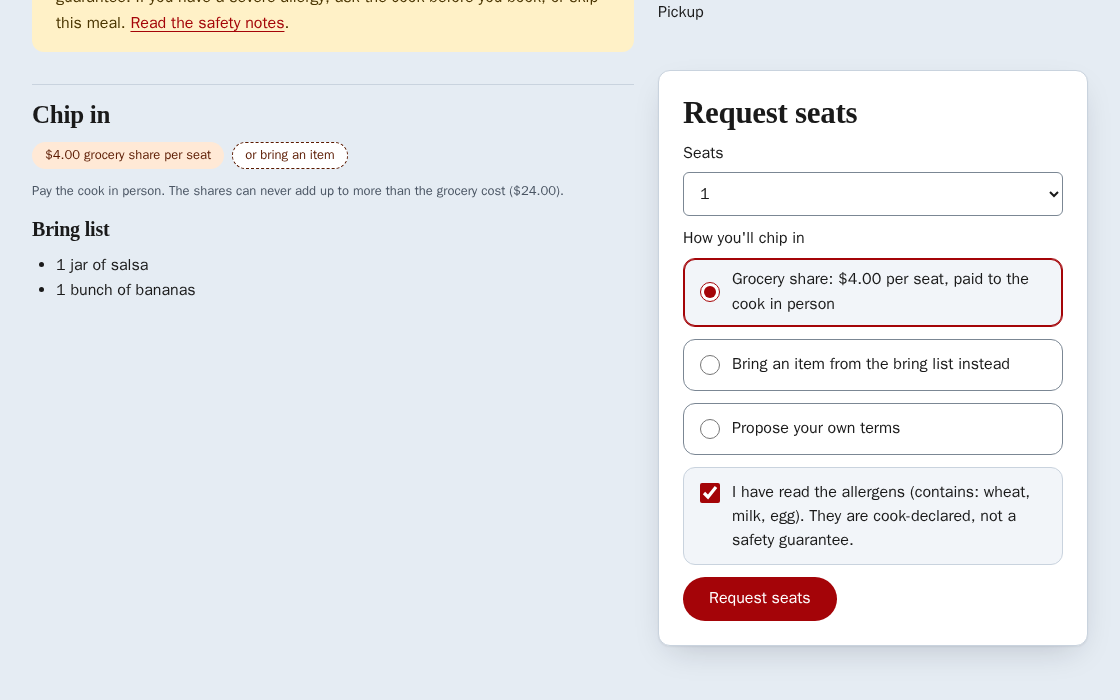 this meal. Read the safety notes.
Chip in
$4.00 grocery share per seat
or bring an item
Pay the cook in person. The shares can never add up to more than the grocery cost ($24.00).
Bring list
1 jar of salsa
1 bunch of bananas
Pickup
Request seats
Seats
1
How you'll chip in
Grocery share: $4.00 per seat, paid to the
cook in person
Bring an item from the bring list instead
Propose your own terms
I have read the allergens (contains: wheat,
milk, egg). They are cook-declared, not a
safety guarantee.
Request seats